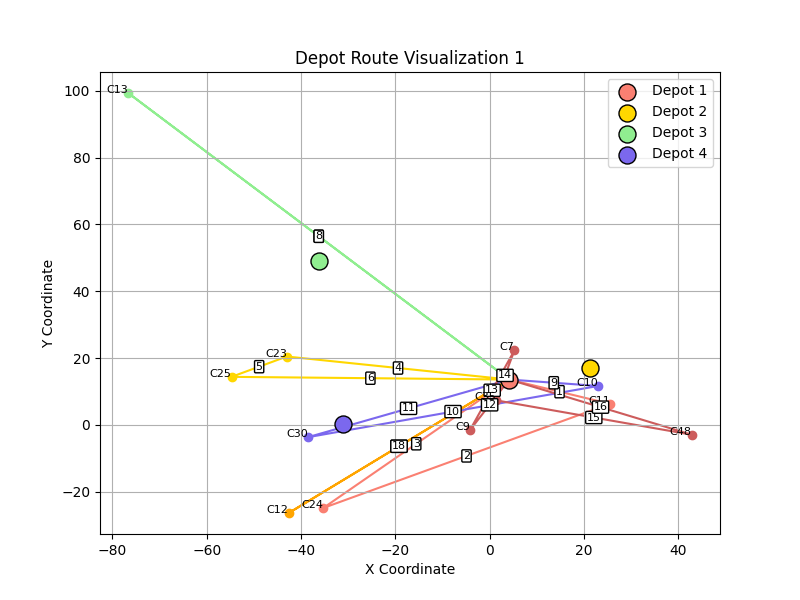 Depot Route Visualization 1
Depot 1
Depot 2
Depot 3
Depot 4
Y Coordinate
100
80
60
40
20
0
−20
C13
8
C7
C23
5
4
C25
6
14
9
C10
13
1
11
C11
16
10
12
15
C9
C30
C48
18
3
2
C12
C24
−80
−60
−40
−20
0
20
40
X Coordinate